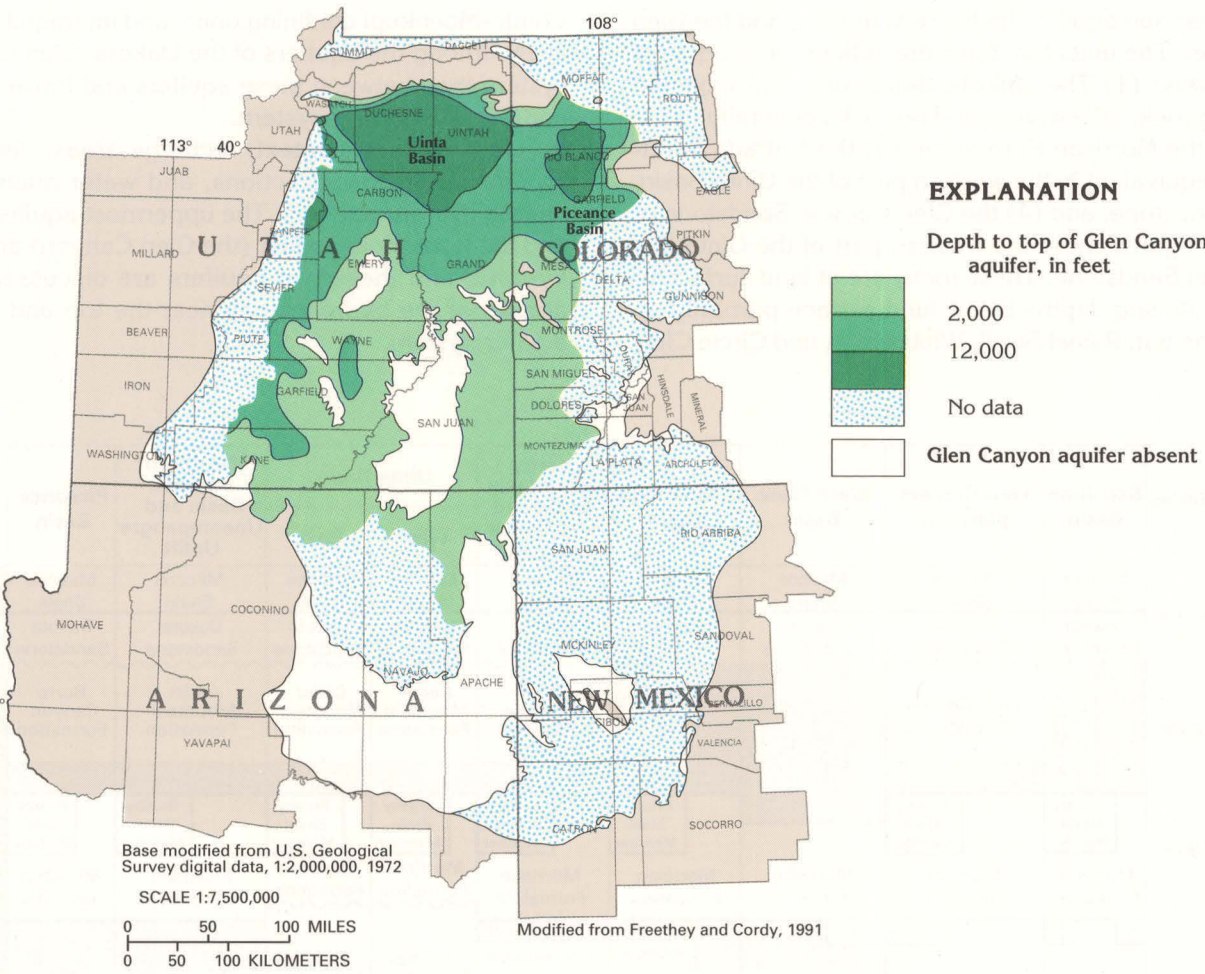 108°
SUMMIT
DAGGETT
MOFFAT
ROUTT
WASATCH
DUCHESNE
UINTAH
UTAH
Uinta
Basin
113° 40°
JUAB
RIO BLANCO
CARBON
GARFIELD
EAGLE
Piceance
Basin
SANPETE
PITKIN
MILLARD
UTAH
COLORADO
EMERY
GRAND
MESA
DELTA
SEVIER
GUNNISON
BEAVER
PIUTE
WAYNE
MONTROSE
OURAY
IRON
GARFIELD
SAN MIGUEL
HINSDALE
MINERAL
SAN
JUAN
DOLORES
SAN JUAN
WASHINGTON
KANE
MONTEZUMA
LA PLATA
ARCHULETA
RIO ARRIBA
SAN JUAN
MOHAVE
COCONINO
SANDOVAL
MCKINLEY
NAVAJO
APACHE
ARIZONA
NEW MEXICO
BERNALILLO
CIBOLA
YAVAPAI
VALENCIA
CATRON
SOCORRO
EXPLANATION
Depth to top of Glen Canyon
aquifer, in feet
2,000
12,000
No data
Glen Canyon aquifer absent
Base modified from U.S. Geological
Survey digital data, 1:2,000,000, 1972
SCALE 1:7,500,000
0 50 100 MILES
0 50 100 KILOMETERS
Modified from Freethey and Cordy, 1991